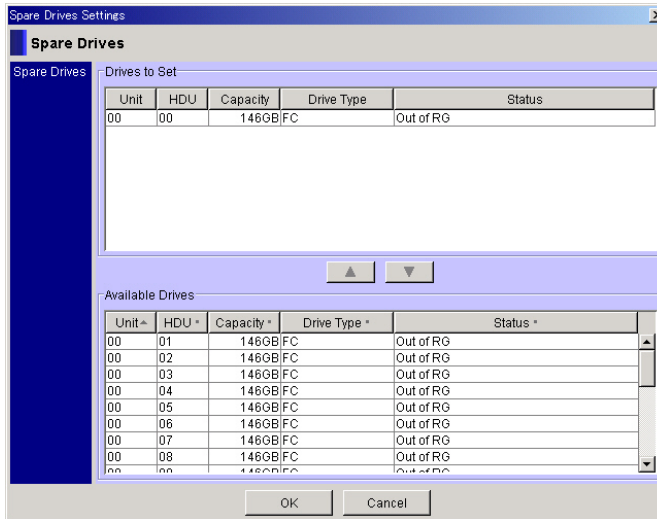 Spare Drives Settings
Spare Drives
Spare Drives
Drives to Set
Unit HDU Capacity Drive Type Status
00 00 146GB FC Out of RG
Available Drives
Unit HDU Capacity Drive Type Status
00 01 146GB FC Out of RG
00 02 146GB FC Out of RG
00 03 146GB FC Out of RG
00 04 146GB FC Out of RG
00 05 146GB FC Out of RG
00 06 146GB FC Out of RG
00 07 146GB FC Out of RG
00 08 146GB FC Out of RG
OK Cancel